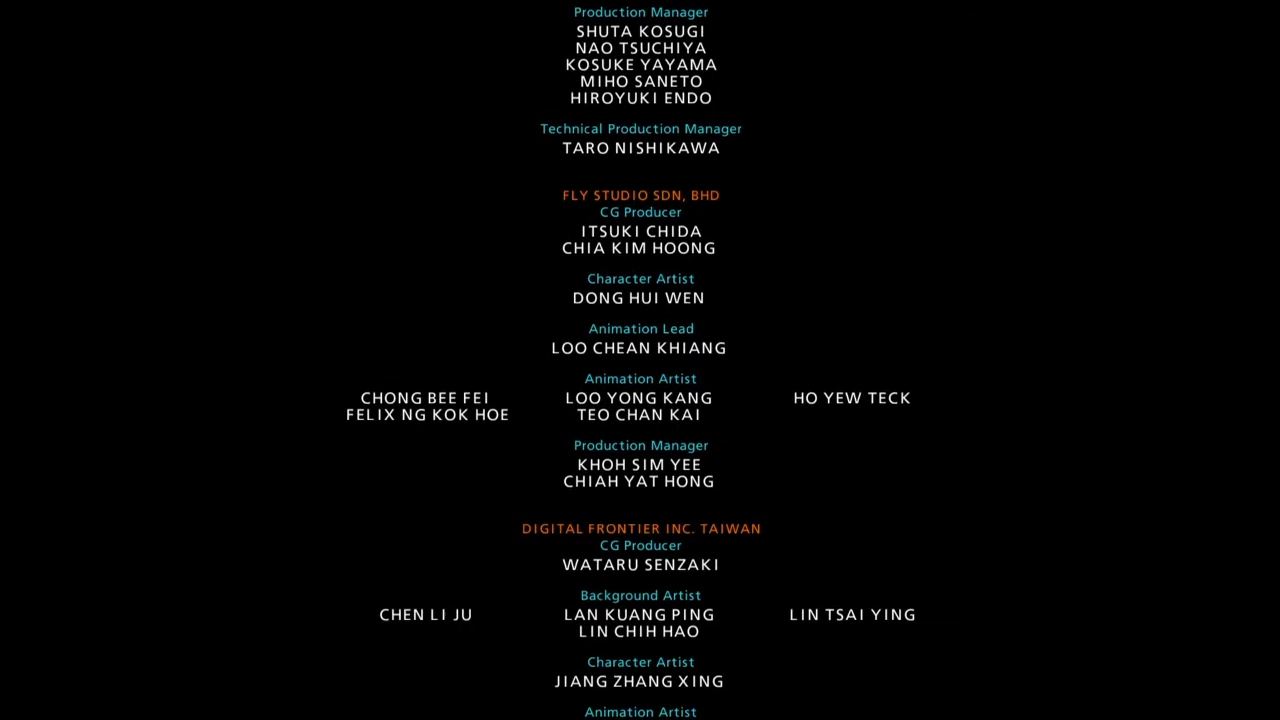 Production Manager
SHUTA KOSUGI
NAO TSUCHIYA
KOSUKE YAYAMA
MIHO SANETO
HIROYUKI ENDO
Technical Production Manager
TARO NISHIKAWA
FLY STUDIO SDN, BHD
CG Producer
ITSUKI CHIDA
CHIA KIM HOONG
Character Artist
DONG HUI WEN
Animation Lead
LOO CHEAN KHIANG
Animation Artist
CHONG BEE FEI LOO YONG KANG HO YEW TECK
FELIX NG KOK HOE TEO CHAN KAI
Production Manager
KHOH SIM YEE
CHIAH YAT HONG
DIGITAL FRONTIER INC. TAIWAN
CG Producer
WATARU SENZAKI
Background Artist
CHEN LI JU LAN KUANG PING LIN TSAI YING
LIN CHIH HAO
Character Artist
JIANG ZHANG XING
Animation Artist